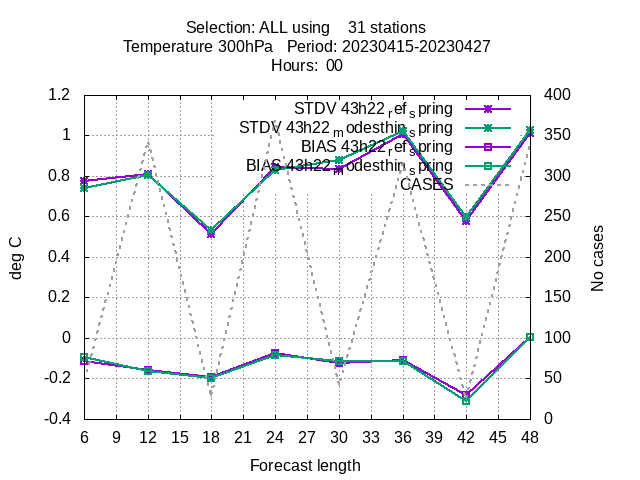 Selection: ALL using 31 stations
Temperature 300hPa Period: 20230415-20230427
Hours: 00
STDV 43h22_ref_spring
STDV 43h22_modesthin_spring
BIAS 43h22_ref_spring
BIAS 43h22_modesthin_spring
CASES
1.2
1
0.8
0.6
0.4
0.2
0
-0.2
-0.4
deg C
400
350
300
250
200
150
100
50
0
No cases
6 9 12 15 18 21 24 27 30 33 36 39 42 45 48
Forecast length